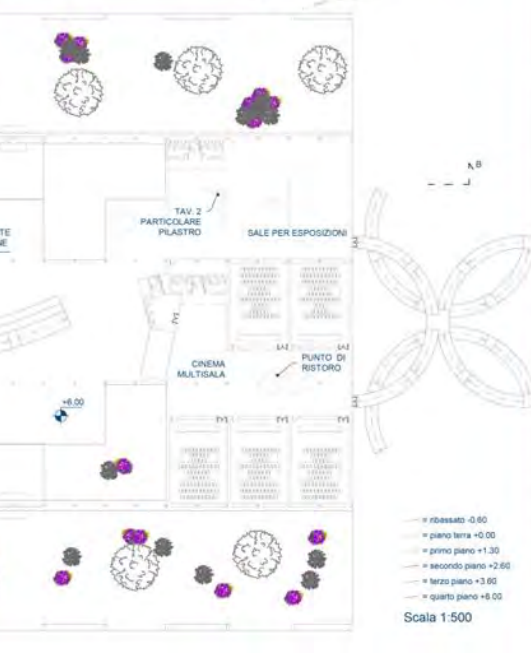 B
TAV. 2
PARTICOLARE
PILASTRO
SALE PER ESPOSIZIONI
TE
NE
CINEMA
MULTISALA
PUNTO DI
RISTORO
+6.00
= ribassato -0.60
= piano terra +0.00
= primo piano +1.30
= secondo piano +2.60
= terzo piano +3.60
= quarto piano +6.00
Scala 1:500